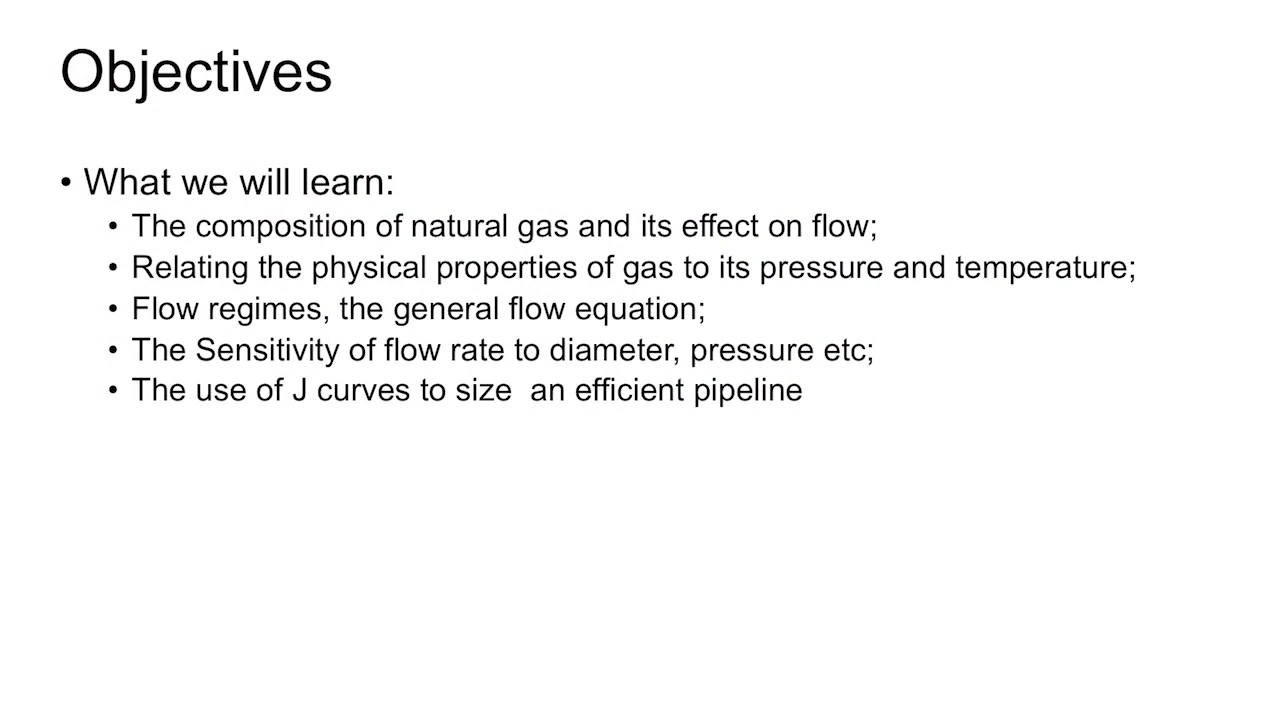 Objectives
• What we will learn:
• The composition of natural gas and its effect on flow;
• Relating the physical properties of gas to its pressure and temperature;
• Flow regimes, the general flow equation;
• The Sensitivity of flow rate to diameter, pressure etc;
• The use of J curves to size  an efficient pipeline